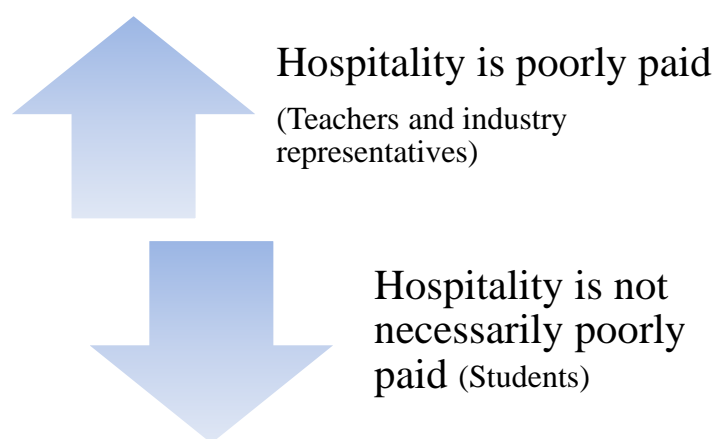 Hospitality is poorly paid
(Teachers and industry
representatives)
Hospitality is not
necessarily poorly
paid (Students)